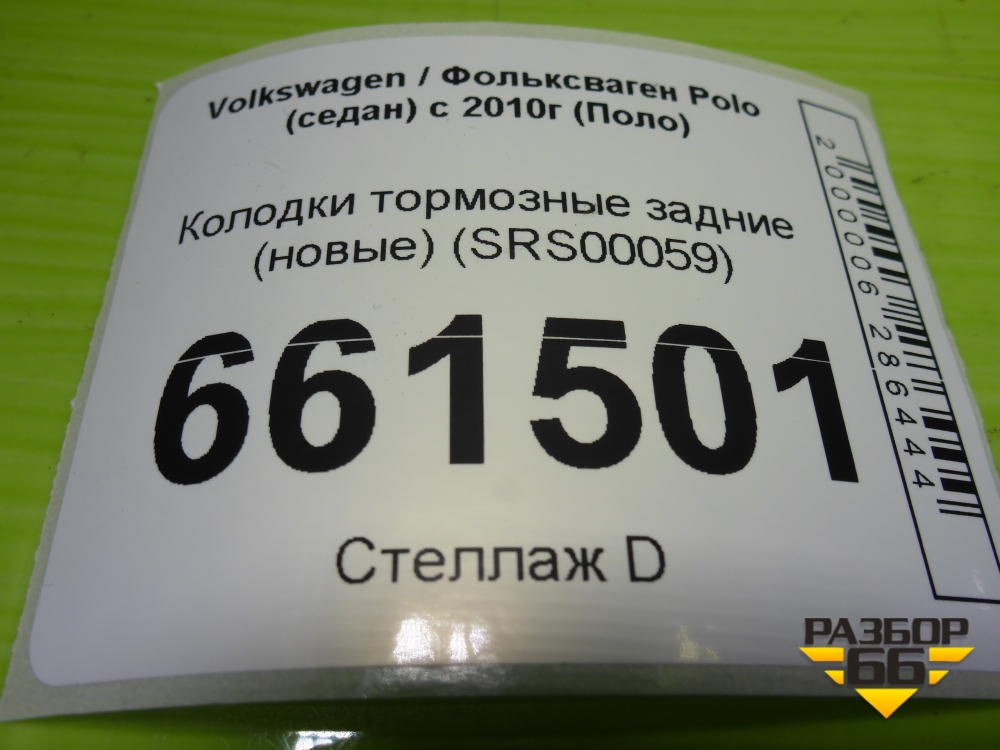 Volkswagen / Фольксваген Polo
(седан) с 2010г (Поло)
Колодки тормозные задние
(новые) (SRS00059)
661501
Стеллаж D
2000006286444
РАЗБОР
66